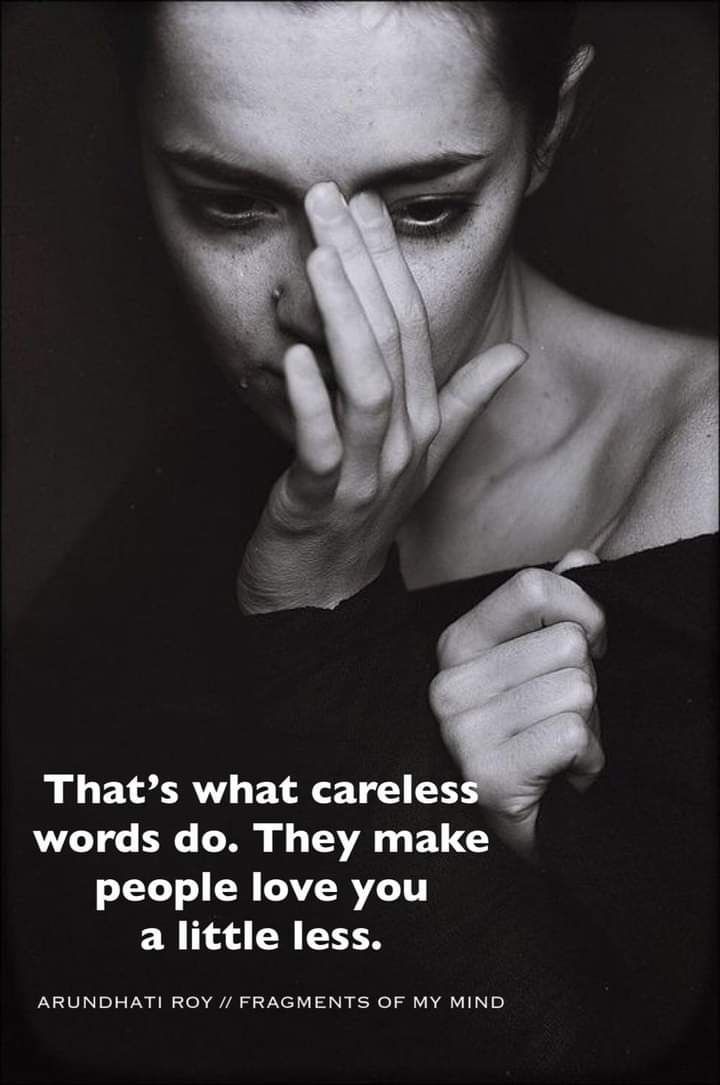 That’s what careless
words do. They make
people love you
a little less.
ARUNDHATI ROY // FRAGMENTS OF MY MIND